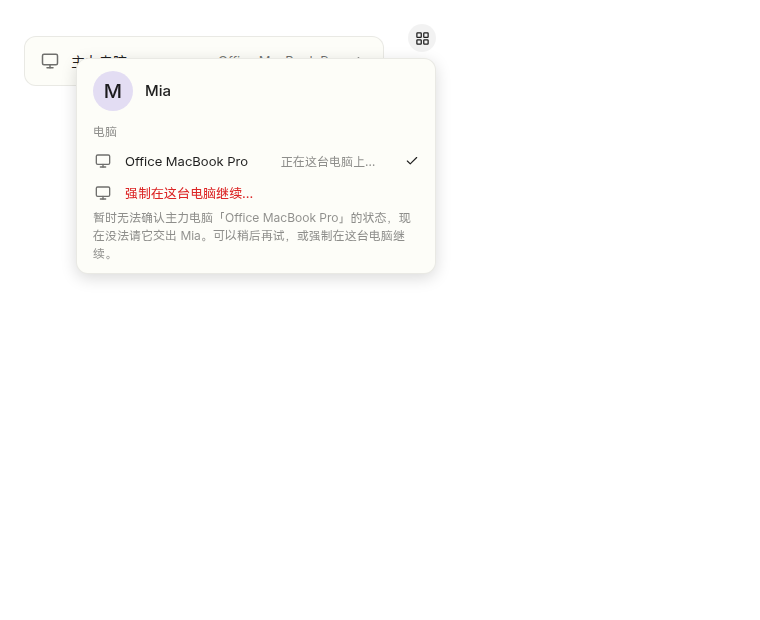 M
Mia
电脑
Office MacBook Pro 正在这台电脑上...
强制在这台电脑继续...
暂时无法确认主力电脑「Office MacBook Pro」的状态，现
在没法请它交出 Mia。可以稍后再试，或强制在这台电脑继
续。